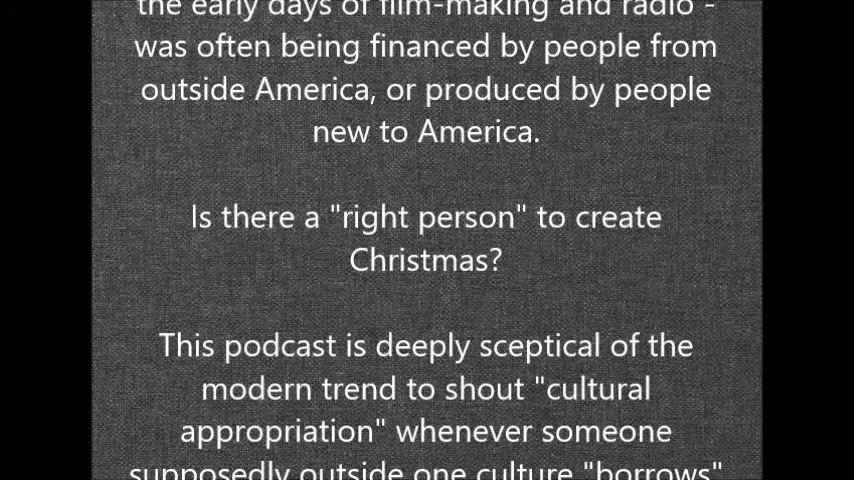 the early days of film-making and radio -
was often being financed by people from
outside America, or produced by people
new to America.
Is there a "right person" to create
Christmas?
This podcast is deeply sceptical of the
modern trend to shout "cultural
appropriation" whenever someone
supposedly outside one culture "borrows"